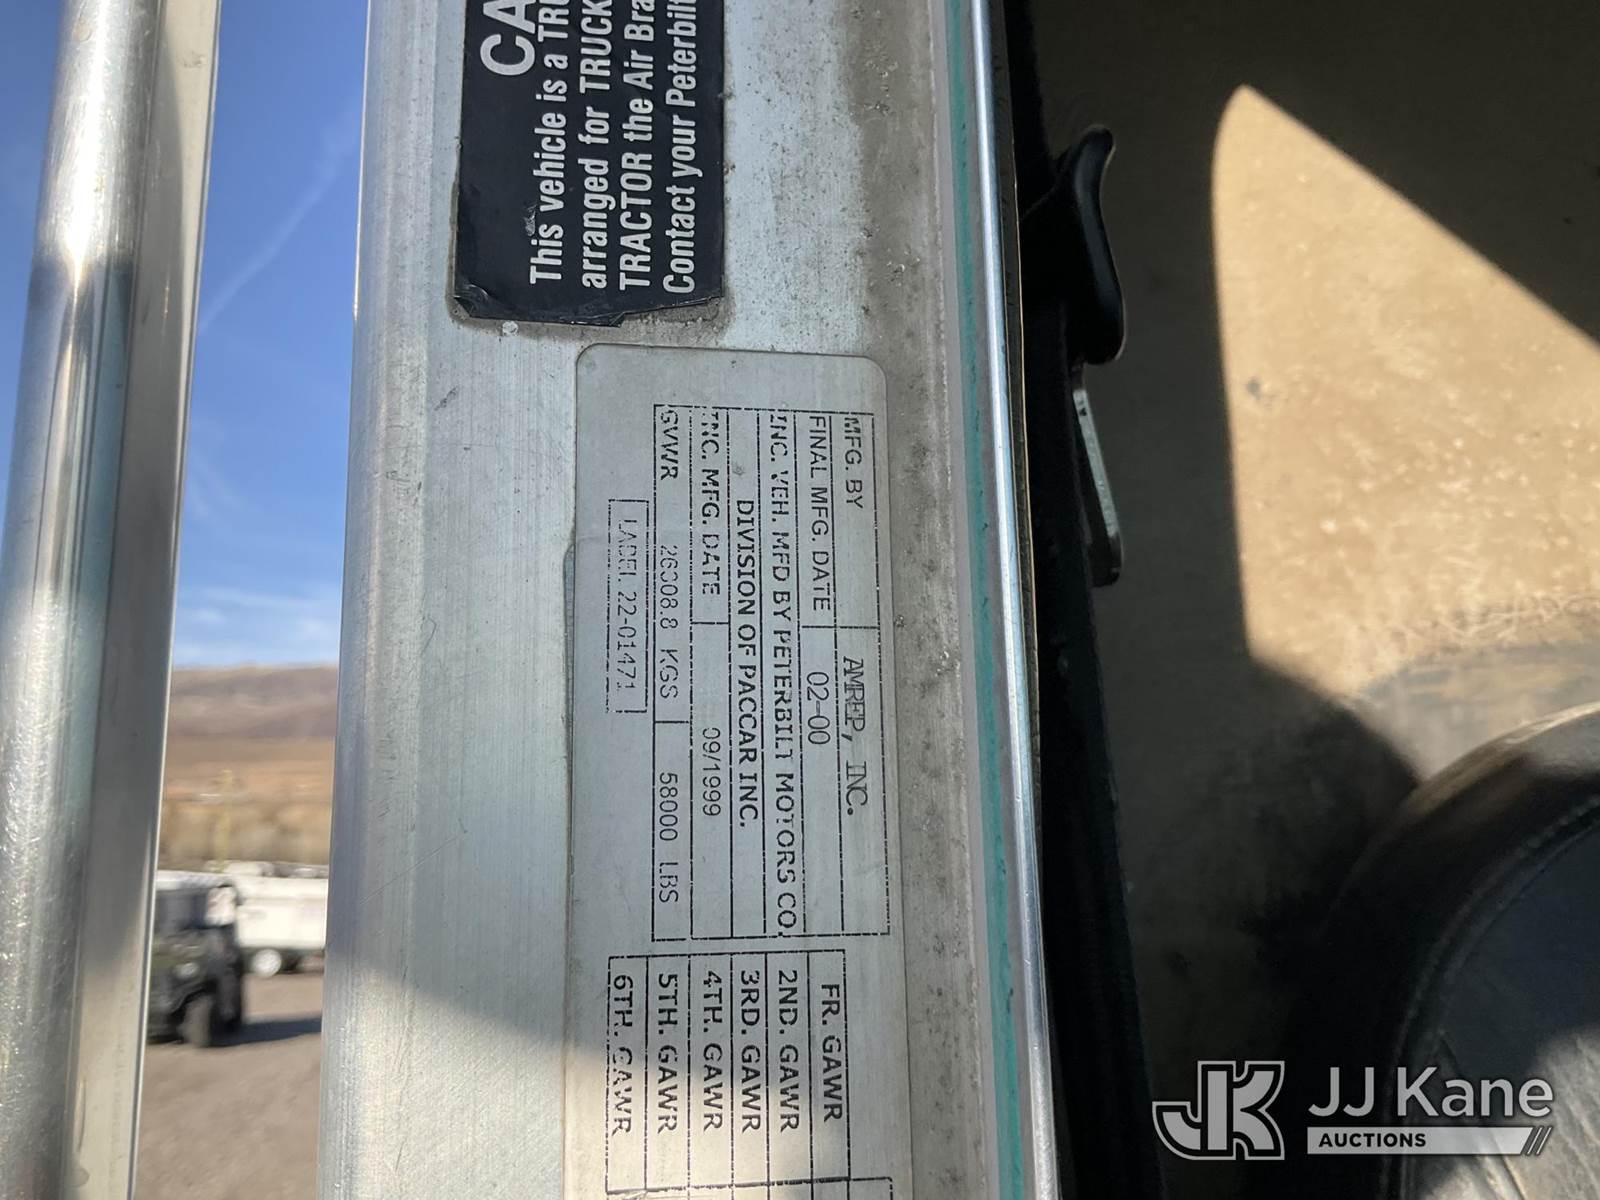 CA
This vehicle is a TRU
arranged for TRUCK
TRACTOR the Air Bra
Contact your Peterbilt
MFG. BY AMREP, INC.
FINAL MFG. DATE 02-00
INC. VEH. MFD BY PETERBILT MOTORS CO.
DIVISION OF PACCAR INC.
INC. MFG. DATE 09/1999
GVWR 26308.8 KGS 58000 LBS
LABEL 22-01471
FR. GAWR
2ND. GAWR
3RD. GAWR
4TH. GAWR
5TH. GAWR
6TH. GAWR
JK JJ Kane
AUCTIONS